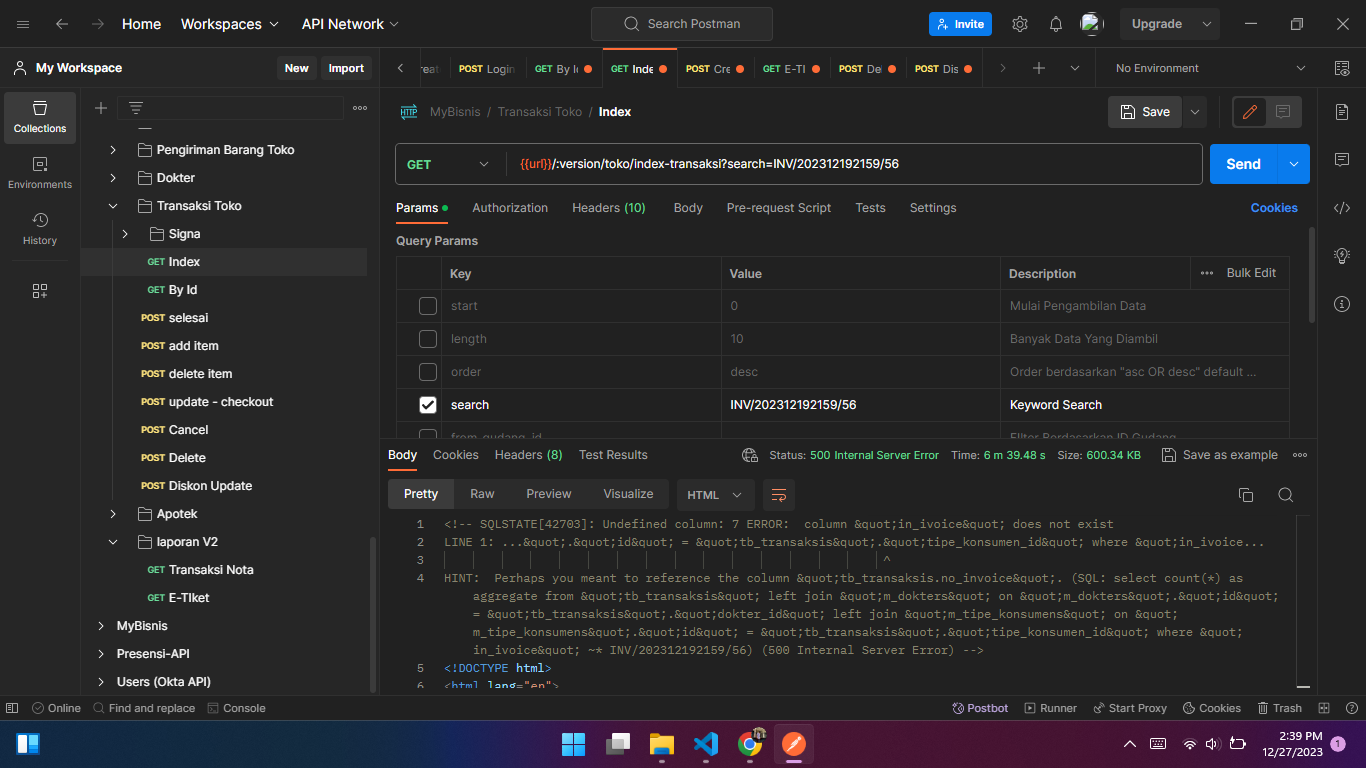 Home Workspaces API Network Search Postman Invite Upgrade
My Workspace New Import
POST Login GET By I GET Inde POST Cre GET E-TI POST De POST Dis No Environment
Collections
Environments
History
Pengiriman Barang Toko
Dokter
Transaksi Toko
Signa
GET Index
GET By Id
POST selesai
POST add item
POST delete item
POST update - checkout
POST Cancel
POST Delete
POST Diskon Update
Apotek
laporan V2
GET Transaksi Nota
GET E-TIket
MyBisnis
Presensi-API
Users (Okta API)
HTTP MyBisnis / Transaksi Toko / Index Save
GET {{url}}/:version/toko/index-transaksi?search=INV/202312192159/56 Send
Params Authorization Headers (10) Body Pre-request Script Tests Settings Cookies
Query Params
Key Value Description Bulk Edit
start 0 Mulai Pengambilan Data
length 10 Banyak Data Yang Diambil
order desc Order berdasarkan "asc OR desc" default ...
search INV/202312192159/56 Keyword Search
from_gudang_id FIlter Berdasarkan ID Gudang
Body Cookies Headers (8) Test Results Status: 500 Internal Server Error Time: 6 m 39.48 s Size: 600.34 KB Save as example
Pretty Raw Preview Visualize HTML
1 <!-- SQLSTATE[42703]: Undefined column: 7 ERROR:  column &quot;in_ivoice&quot; does not exist
2 LINE 1: ...&quot;.&quot;id&quot; = &quot;tb_transaksis&quot;.&quot;tipe_konsumen_id&quot; where &quot;in_ivoice...
3 ^
4 HINT:  Perhaps you meant to reference the column &quot;tb_transaksis.no_invoice&quot;. (SQL: select count(*) as
aggregate from &quot;tb_transaksis&quot; left join &quot;m_dokters&quot; on &quot;m_dokters&quot;.&quot;id&quot;
= &quot;tb_transaksis&quot;.&quot;dokter_id&quot; left join &quot;m_tipe_konsumens&quot; on &quot;
m_tipe_konsumens&quot;.&quot;id&quot; = &quot;tb_transaksis&quot;.&quot;tipe_konsumen_id&quot; where &quot;
in_ivoice&quot; ~* INV/202312192159/56) (500 Internal Server Error) -->
5 <!DOCTYPE html>
6 <html lang="en">
Online Find and replace Console Postbot Runner Start Proxy Cookies Trash
2:39 PM
12/27/2023 1